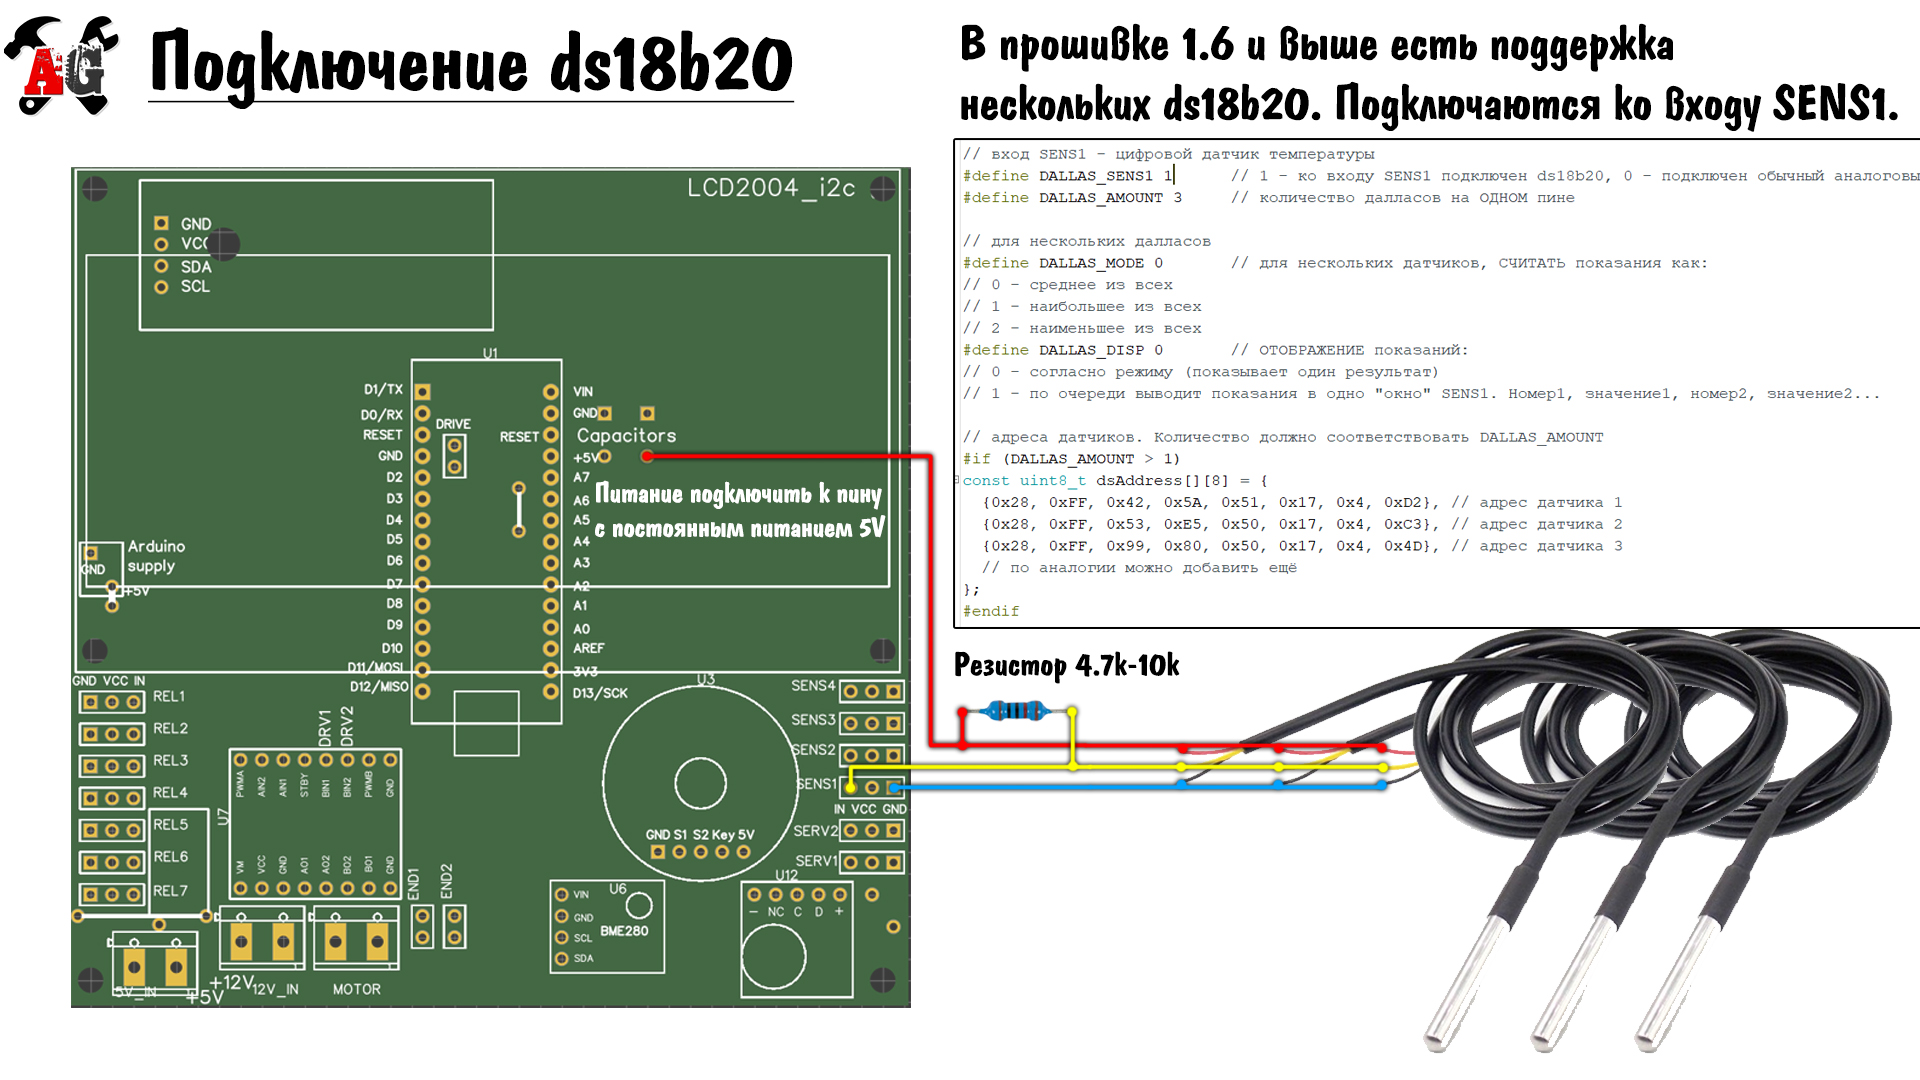 AG
Подключение ds18b20
В прошивке 1.6 и выше есть поддержка
нескольких ds18b20. Подключаются ко входу SENS1.
// вход SENS1 - цифровой датчик температуры
#define DALLAS_SENS1 1 // 1 - ко входу SENS1 подключен ds18b20, 0 - подключен обычный аналоговы
#define DALLAS_AMOUNT 3 // количество далласов на ОДНОМ пине
// для нескольких далласов
#define DALLAS_MODE 0 // для нескольких датчиков, СЧИТАТЬ показания как:
// 0 - среднее из всех
// 1 - наибольшее из всех
// 2 - наименьшее из всех
#define DALLAS_DISP 0 // ОТОБРАЖЕНИЕ показаний:
// 0 - согласно режиму (показывает один результат)
// 1 - по очереди выводит показания в одно "окно" SENS1. Номер1, значение1, номер2, значение2...
// адреса датчиков. Количество должно соответствовать DALLAS_AMOUNT
#if (DALLAS_AMOUNT > 1)
const uint8_t dsAddress[][8] = {
{0x28, 0xFF, 0x42, 0x5A, 0x51, 0x17, 0x4, 0xD2}, // адрес датчика 1
{0x28, 0xFF, 0x53, 0xE5, 0x50, 0x17, 0x4, 0xC3}, // адрес датчика 2
{0x28, 0xFF, 0x99, 0x80, 0x50, 0x17, 0x4, 0x4D}, // адрес датчика 3
// по аналогии можно добавить ещё
};
#endif
Резистор 4.7k-10k
LCD2004_i2c
GND
VCC
SDA
SCL
U1
D1/TX
D0/RX
RESET
GND
D2
D3
D4
D5
D6
D7
D8
D9
D10
D11/MOSI
D12/MISO
DRIVE
VIN
GND
RESET
+5V
A7
A6
A5
A4
A3
A2
A1
A0
AREF
3V3
D13/SCK
Capacitors
Питание подключить к пину
с постоянным питанием 5V
Arduino
supply
GND
+5V
GND VCC IN
REL1
REL2
REL3
REL4
REL5
REL6
REL7
DRV1
DRV2
U7
PWMA AIN2 AIN1 STBY BIN1 BIN2 PWMB GND
VM VCC GND AO1 AO2 BO2 BO1 GND
END1
END2
5V_IN
+5V
+12V
12V_IN
MOTOR
U3
GND S1 S2 Key 5V
SENS4
SENS3
SENS2
SENS1
IN VCC GND
SERV2
SERV1
U6
VIN
GND
SCL
SDA
BME280
U12
- NC C D +